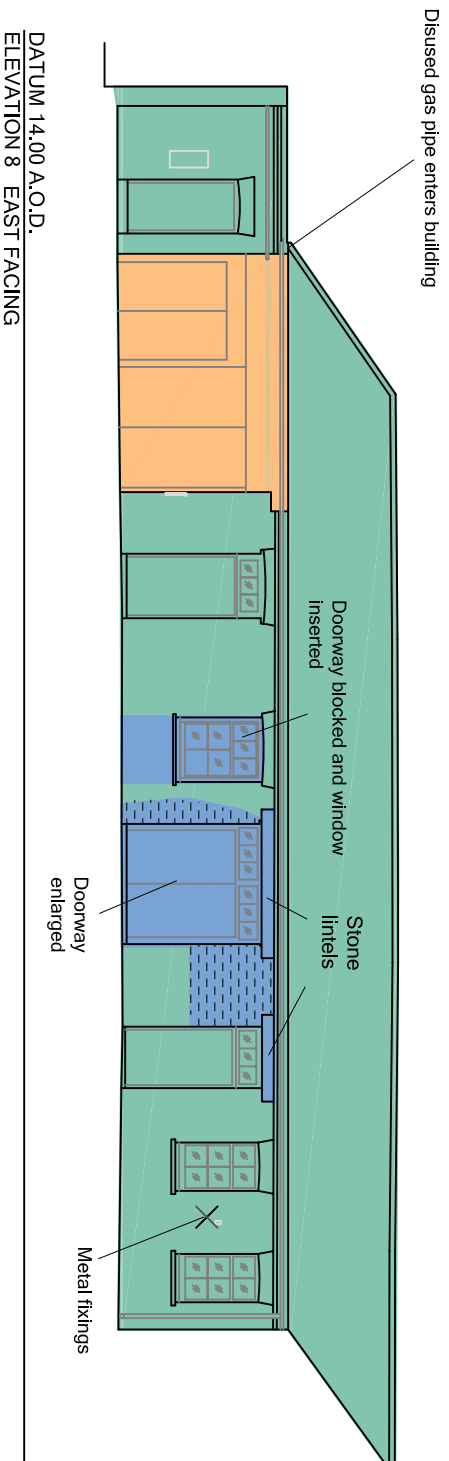 Disused gas pipe enters building
Doorway blocked and window
inserted
Stone
lintels
Doorway
enlarged
Metal fixings
DATUM 14.00 A.O.D.
ELEVATION 8 EAST FACING